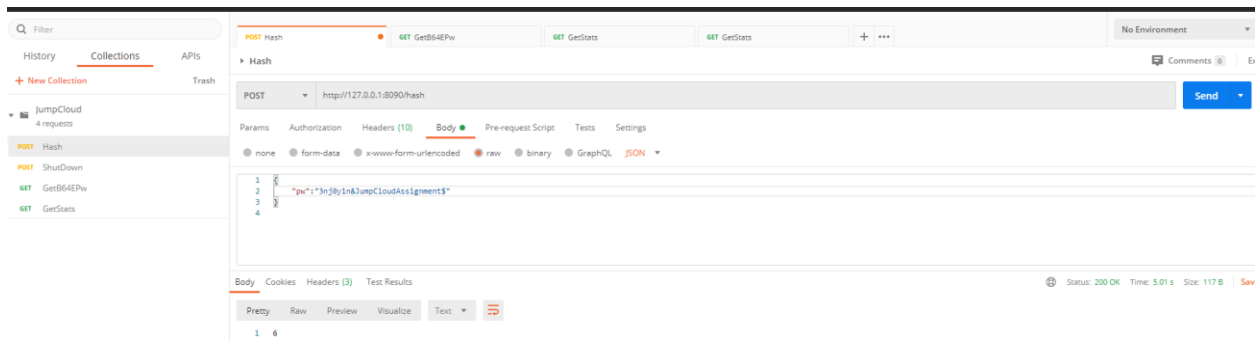 Filter
History Collections APIs
+ New Collection Trash
JumpCloud
4 requests
POST Hash
POST ShutDown
GET GetB64EPw
GET GetStats
POST Hash GET GetB64EPw GET GetStats GET GetStats + ••• No Environment
Hash Comments 0 Ex
POST http://127.0.0.1:8090/hash Send
Params Authorization Headers (10) Body Pre-request Script Tests Settings
none form-data x-www-form-urlencoded raw binary GraphQL JSON
1 {
2 "pw":"3nj0y1n&JumpCloudAssignment$"
3 }
4
Body Cookies Headers (3) Test Results Status: 200 OK Time: 5.01 s Size: 117 B Sav
Pretty Raw Preview Visualize Text
1 6